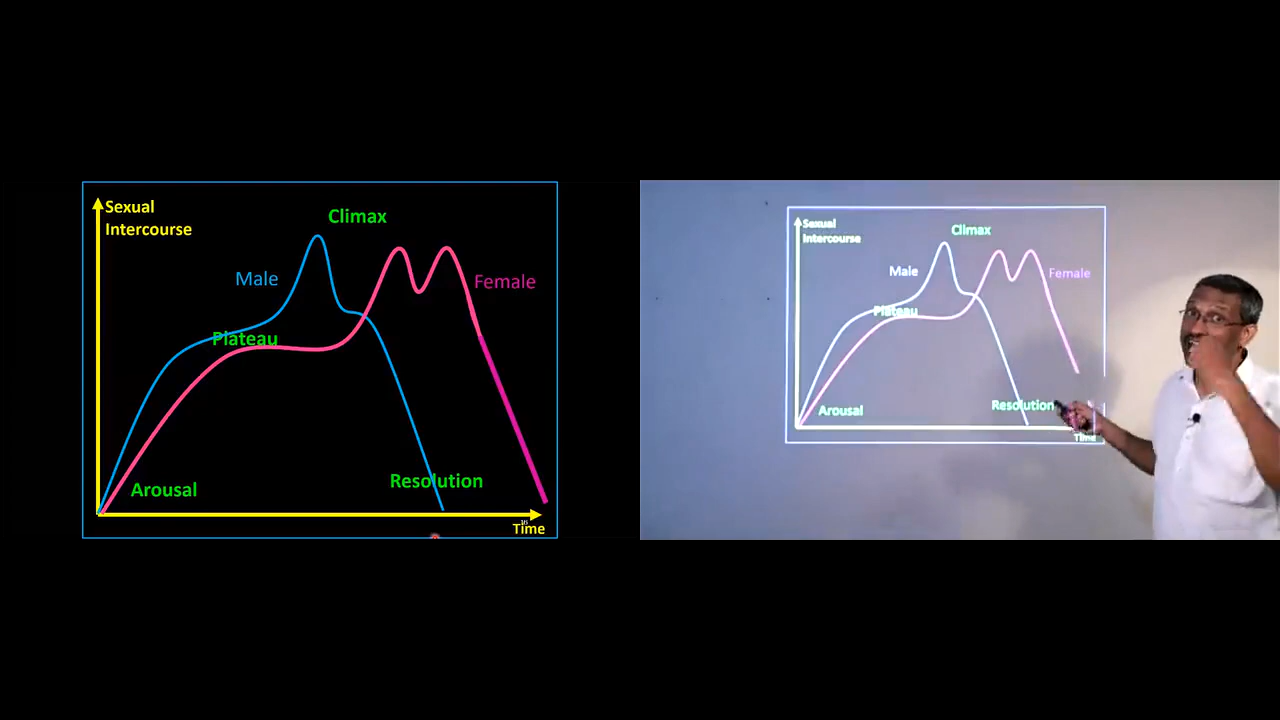 Sexual
Intercourse
Climax
Male
Female
Plateau
Arousal
Resolution
Time
Sexual
Intercourse
Climax
Male
Female
Plateau
Arousal
Resolution
Time